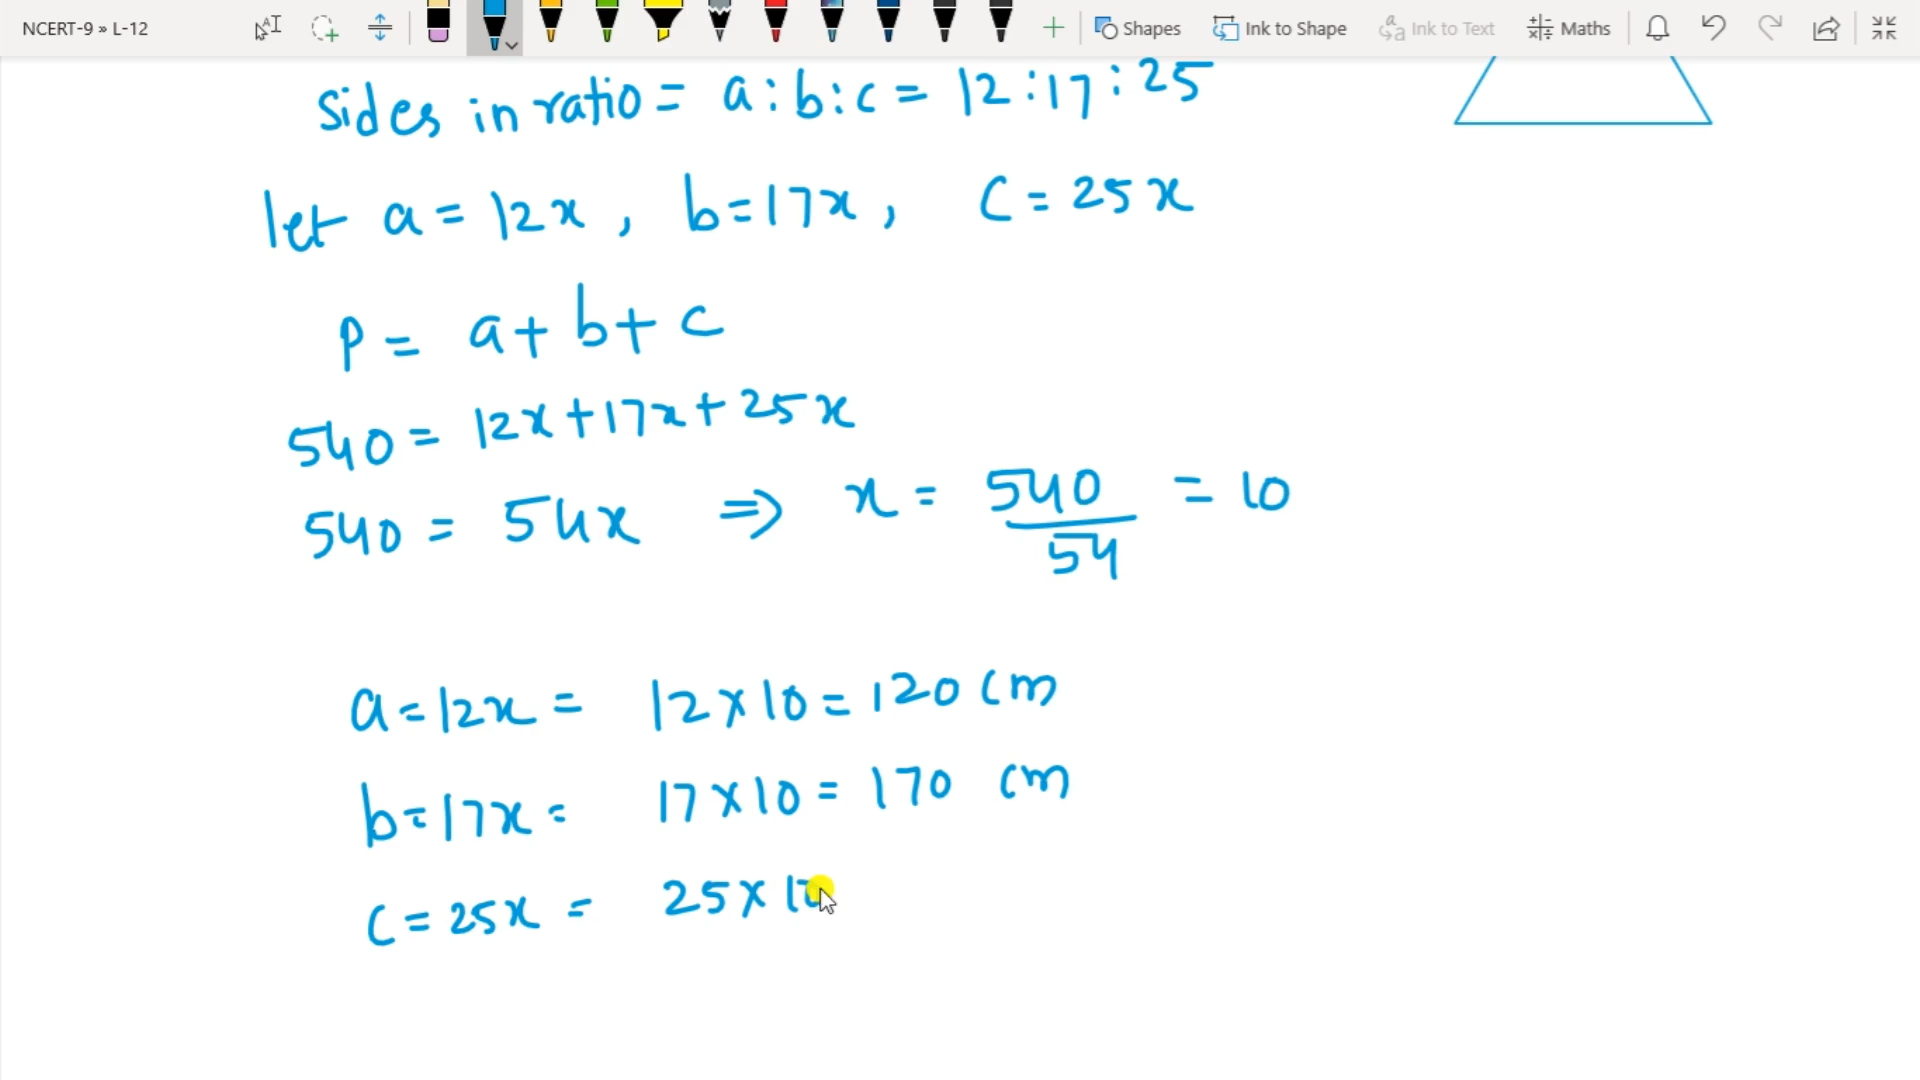 NCERT-9 » L-12
Shapes
Ink to Shape
Ink to Text
Maths
sides in ratio = a : b : c = 12 : 17 : 25
let a = 12x , b = 17x , c = 25x
P = a + b + c
540 = 12x + 17x + 25x
540 = 54x ⇒ x = 540/54 = 10
a = 12x = 12 × 10 = 120 cm
b = 17x = 17 × 10 = 170 cm
c = 25x = 25 × 10